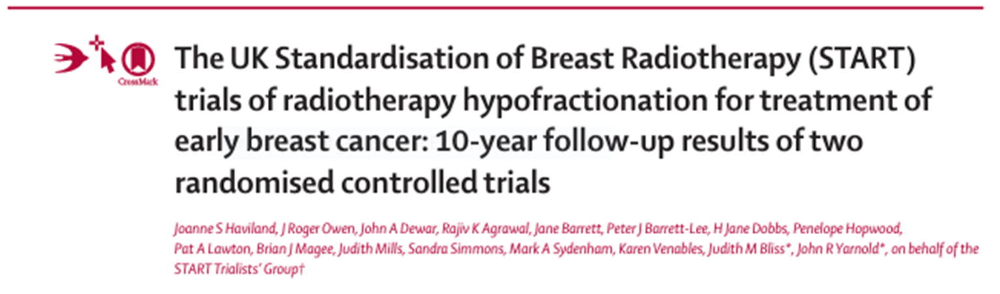 CrossMark
The UK Standardisation of Breast Radiotherapy (START)
trials of radiotherapy hypofractionation for treatment of
early breast cancer: 10-year follow-up results of two
randomised controlled trials
Joanne S Haviland, J Roger Owen, John A Dewar, Rajiv K Agrawal, Jane Barrett, Peter J Barrett-Lee, H Jane Dobbs, Penelope Hopwood,
Pat A Lawton, Brian J Magee, Judith Mills, Sandra Simmons, Mark A Sydenham, Karen Venables, Judith M Bliss*, John R Yarnold*, on behalf of the
START Trialists’ Group†